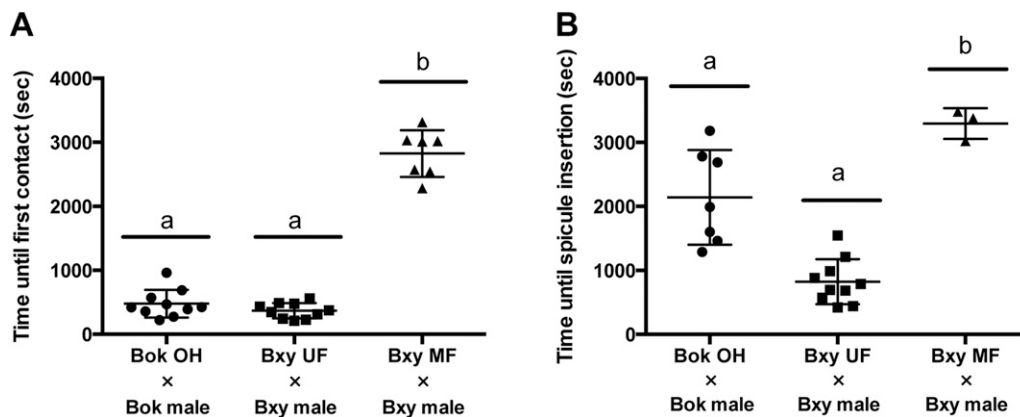 A
Time until first contact (sec)
4000
3000
2000
1000
0
a
a
b
Bok OH Bxy UF Bxy MF
× × ×
Bok male Bxy male Bxy male
B
Time until spicule insertion (sec)
4000
3000
2000
1000
0
a
a
b
Bok OH Bxy UF Bxy MF
× × ×
Bok male Bxy male Bxy male